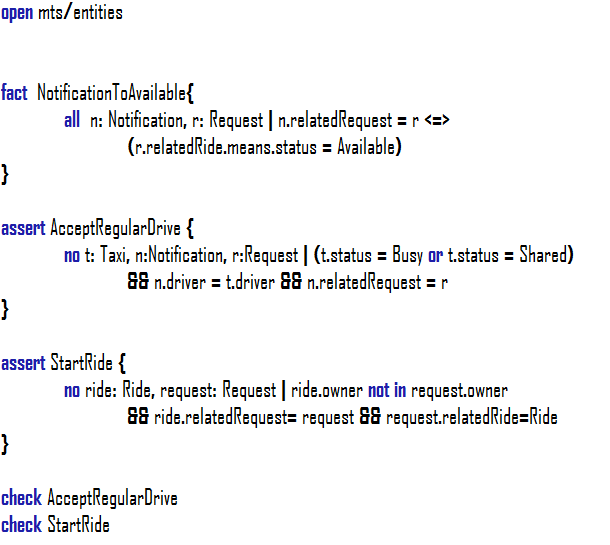 open mts/entities
fact NotificationToAvailable{
all n: Notification, r: Request | n.relatedRequest = r <=>
(r.relatedRide.means.status = Available)
}
assert AcceptRegularDrive {
no t: Taxi, n:Notification, r:Request | (t.status = Busy or t.status = Shared)
&& n.driver = t.driver && n.relatedRequest = r
}
assert StartRide {
no ride: Ride, request: Request | ride.owner not in request.owner
&& ride.relatedRequest= request && request.relatedRide=Ride
}
check AcceptRegularDrive
check StartRide